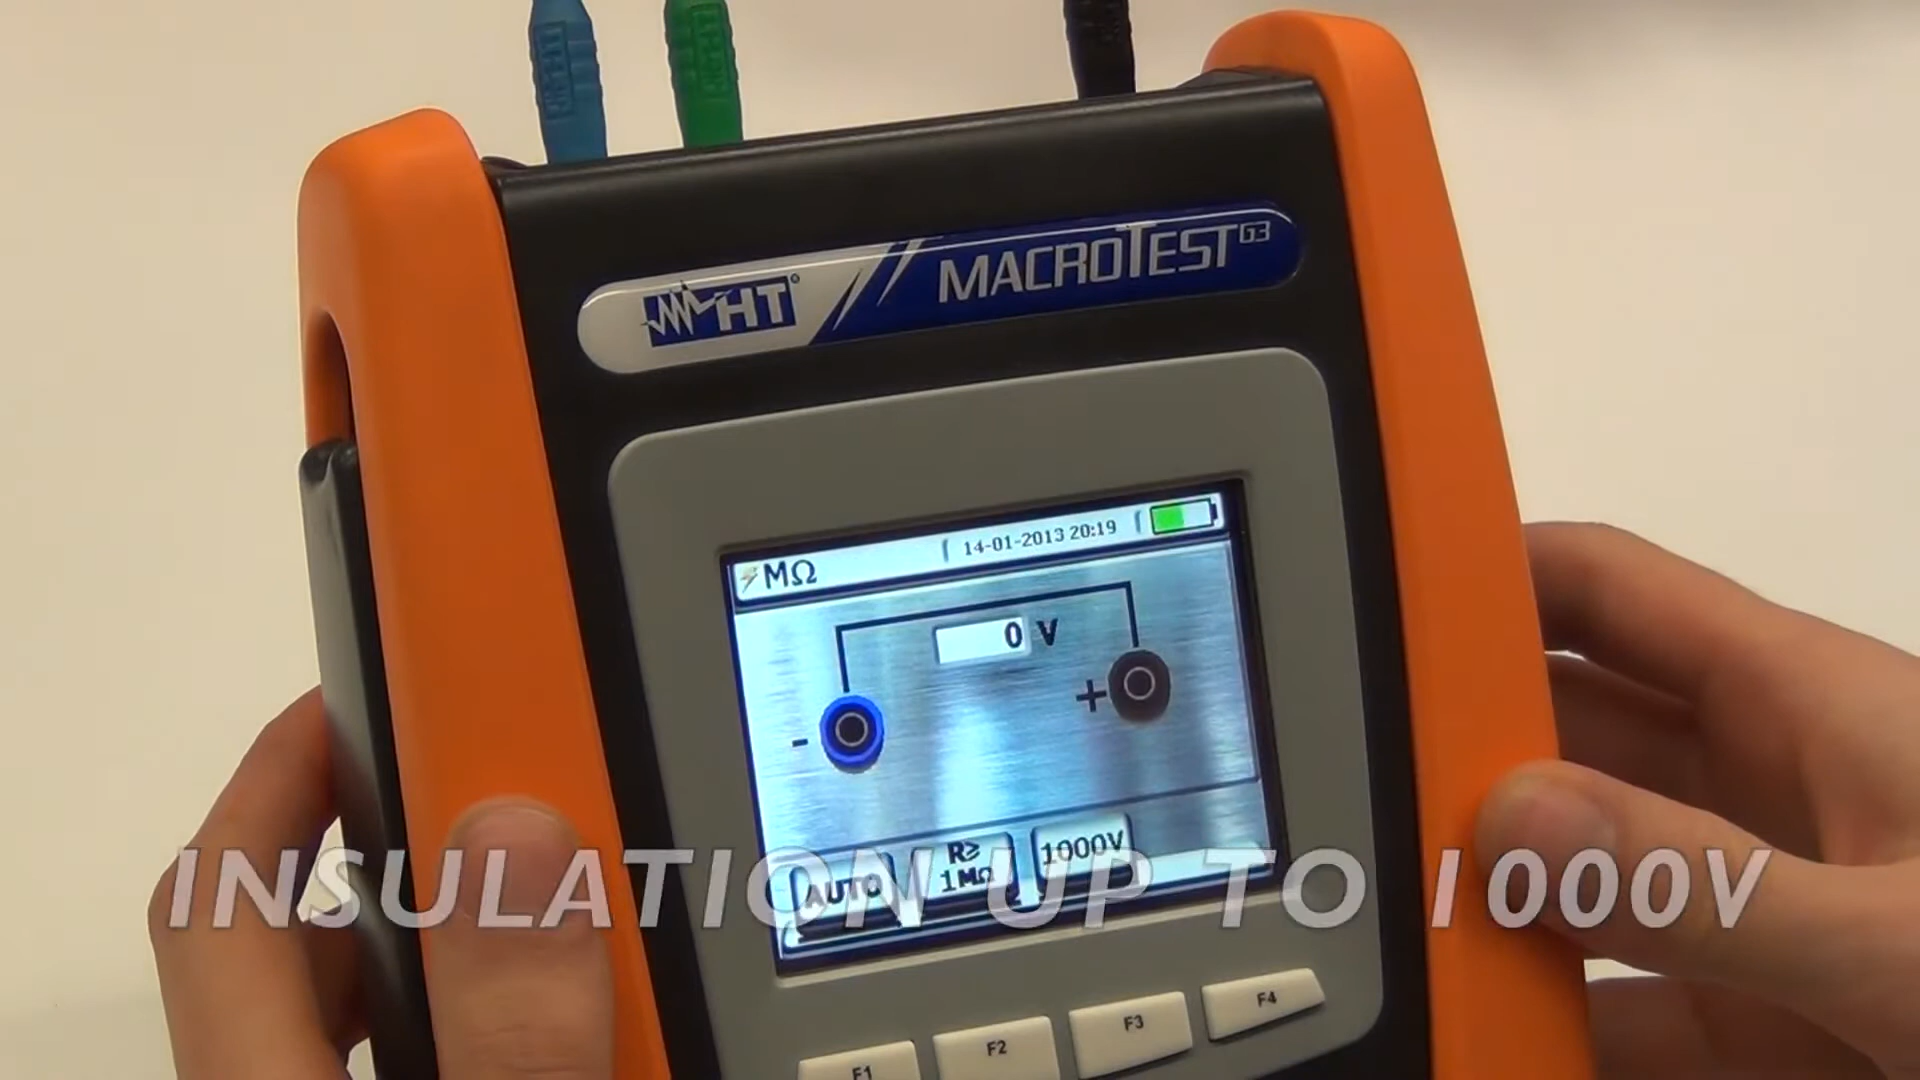 HT
MACROTEST G3
14-01-2013 20:19
MΩ
0 V
- +
AUTO
R≥
1MΩ
1000V
INSULATION UP TO 1000V
F1 F2 F3 F4